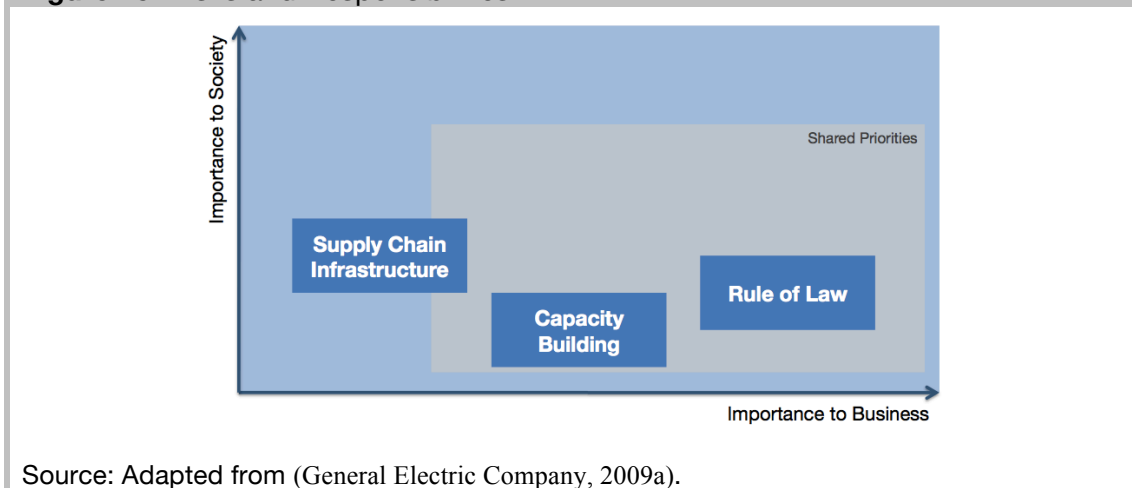 Importance to Society
Shared Priorities
Supply Chain
Infrastructure
Capacity
Building
Rule of Law
Importance to Business
Source: Adapted from (General Electric Company, 2009a).